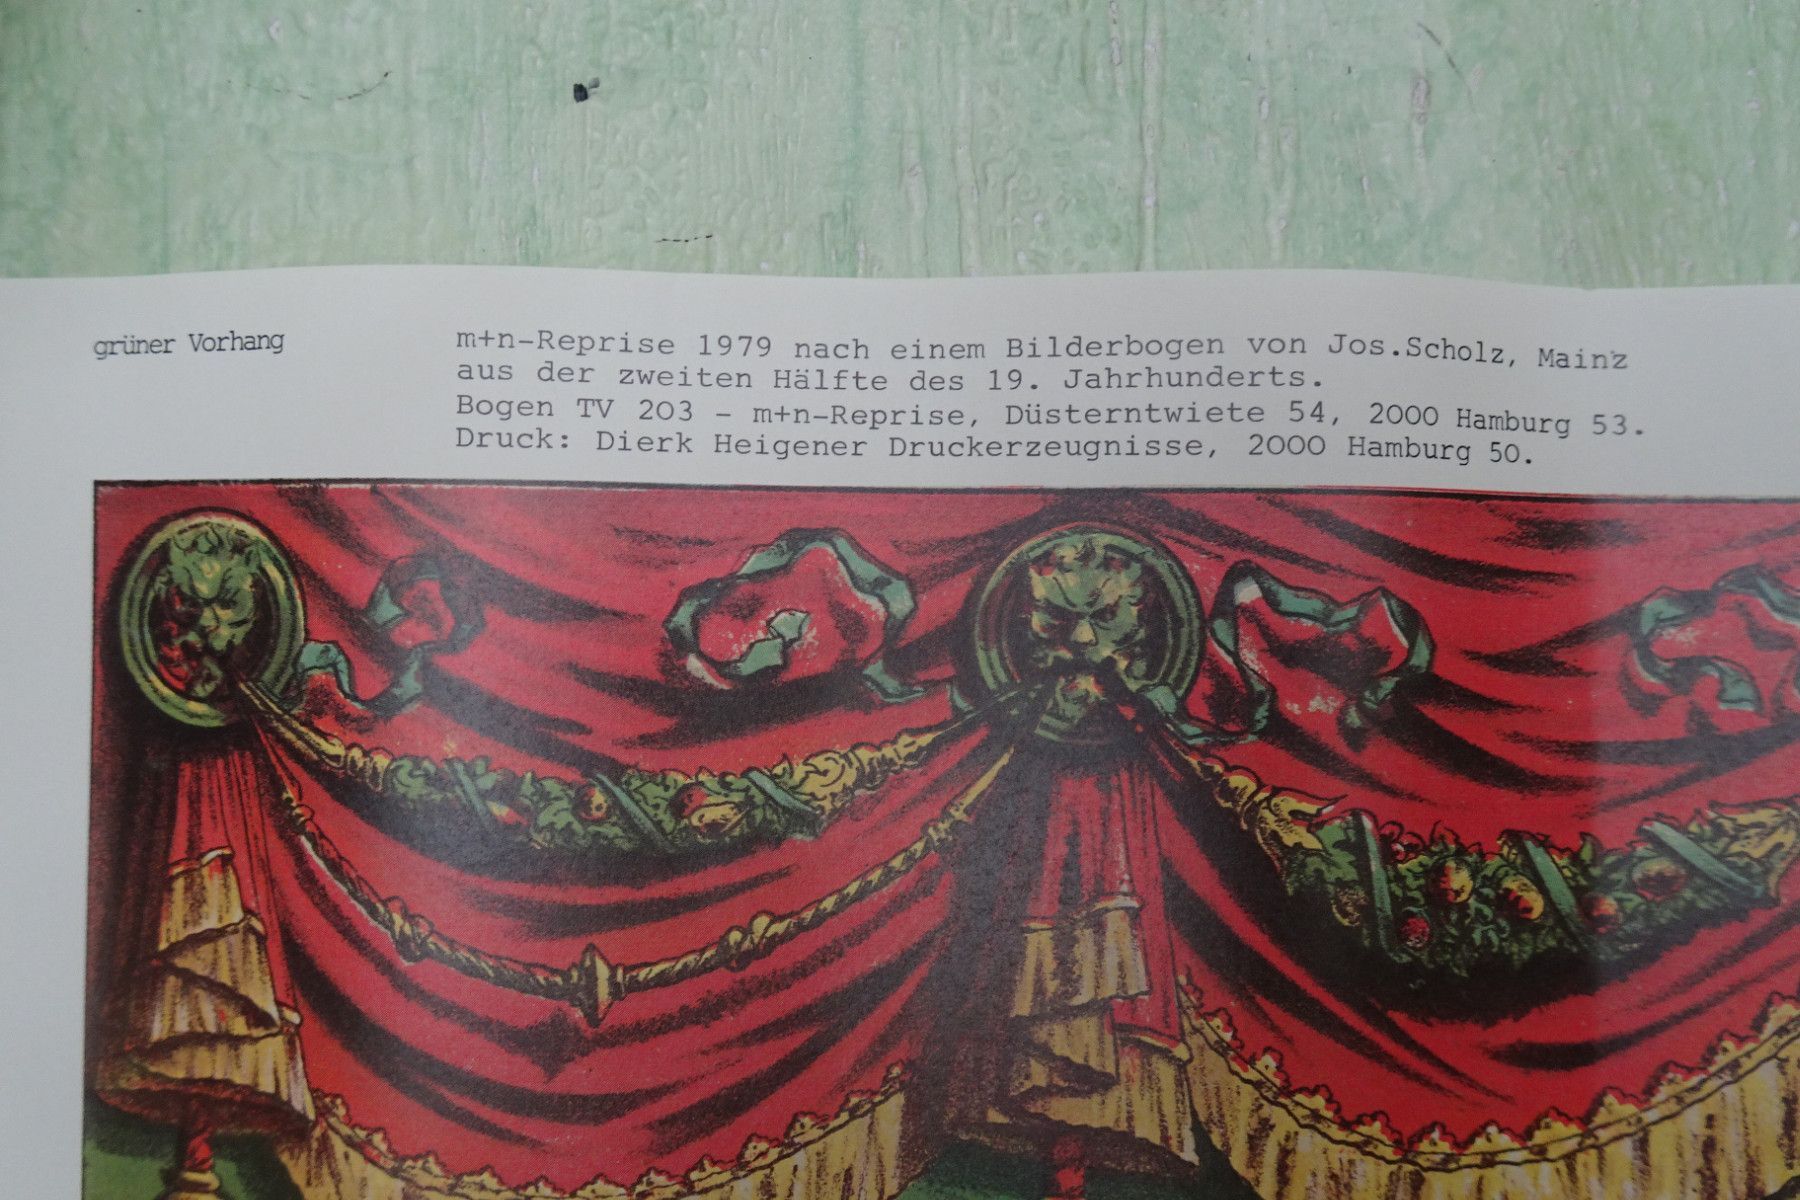 grüner Vorhang
m+n-Reprise 1979 nach einem Bilderbogen von Jos.Scholz, Mainz
aus der zweiten Hälfte des 19. Jahrhunderts.
Bogen TV 203 - m+n-Reprise, Düsterntwiete 54, 2000 Hamburg 53.
Druck: Dierk Heigener Druckerzeugnisse, 2000 Hamburg 50.